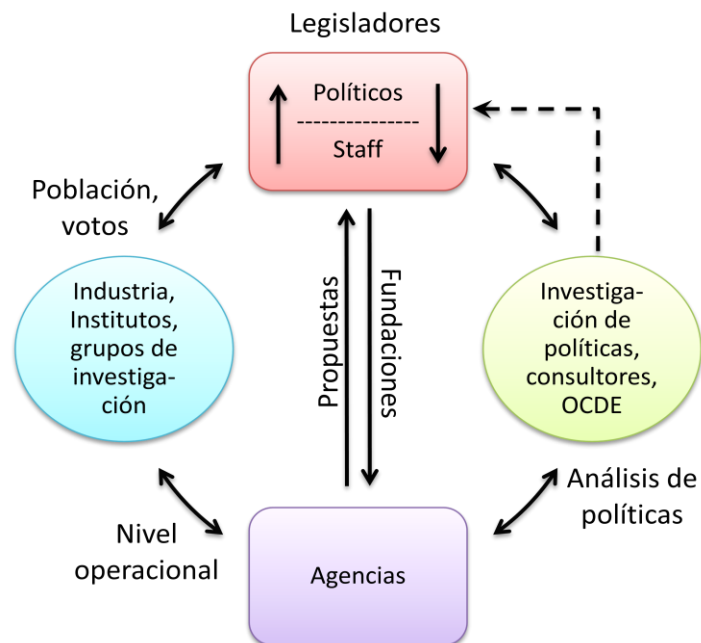 Legisladores
Políticos
---------------
Staff
Población,
votos
Industria,
Institutos,
grupos de
investiga-
ción
Propuestas
Fundaciones
Investiga-
ción de
políticas,
consultores,
OCDE
Nivel
operacional
Agencias
Análisis de
políticas